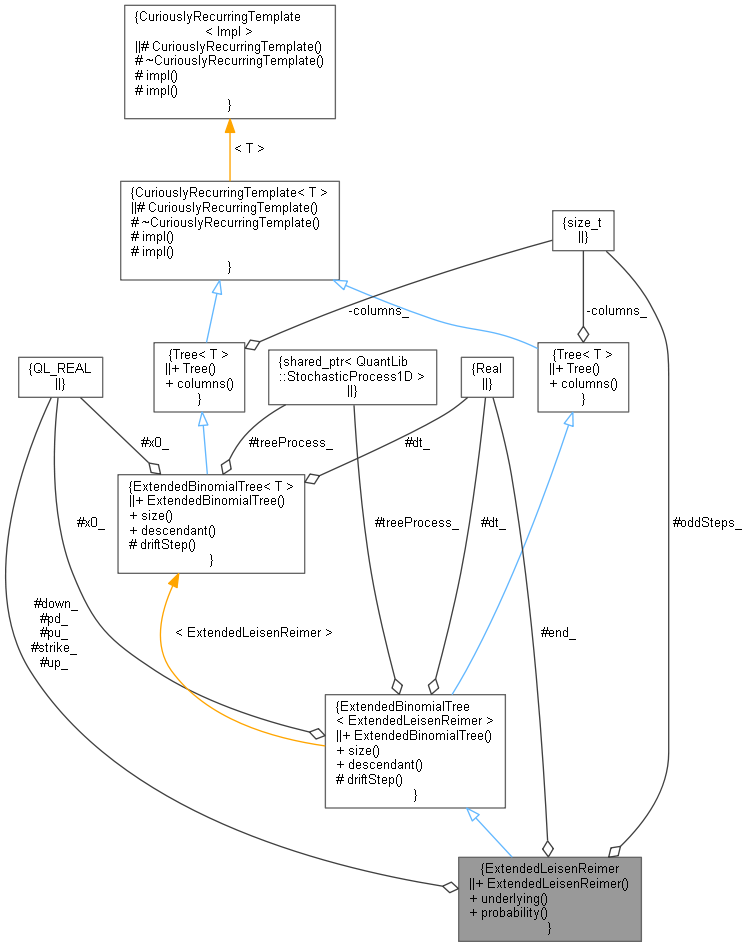 {CuriouslyRecurringTemplate
< Impl >
||# CuriouslyRecurringTemplate()
# ~CuriouslyRecurringTemplate()
# impl()
# impl()
}
< T >
{CuriouslyRecurringTemplate< T >
||# CuriouslyRecurringTemplate()
# ~CuriouslyRecurringTemplate()
# impl()
# impl()
}
{size_t
||}
-columns_
-columns_
{Tree< T >
||+ Tree()
+ columns()
}
{Tree< T >
||+ Tree()
+ columns()
}
{QL_REAL
||}
{shared_ptr< QuantLib
::StochasticProcess1D >
||}
{Real
||}
#x0_
#treeProcess_
#dt_
{ExtendedBinomialTree< T >
||+ ExtendedBinomialTree()
+ size()
+ descendant()
# driftStep()
}
#x0_
#treeProcess_
#dt_
#oddSteps_
#down_
#pd_
#pu_
#strike_
#up_
< ExtendedLeisenReimer >
#end_
{ExtendedBinomialTree
< ExtendedLeisenReimer >
||+ ExtendedBinomialTree()
+ size()
+ descendant()
# driftStep()
}
{ExtendedLeisenReimer
||+ ExtendedLeisenReimer()
+ underlying()
+ probability()
}